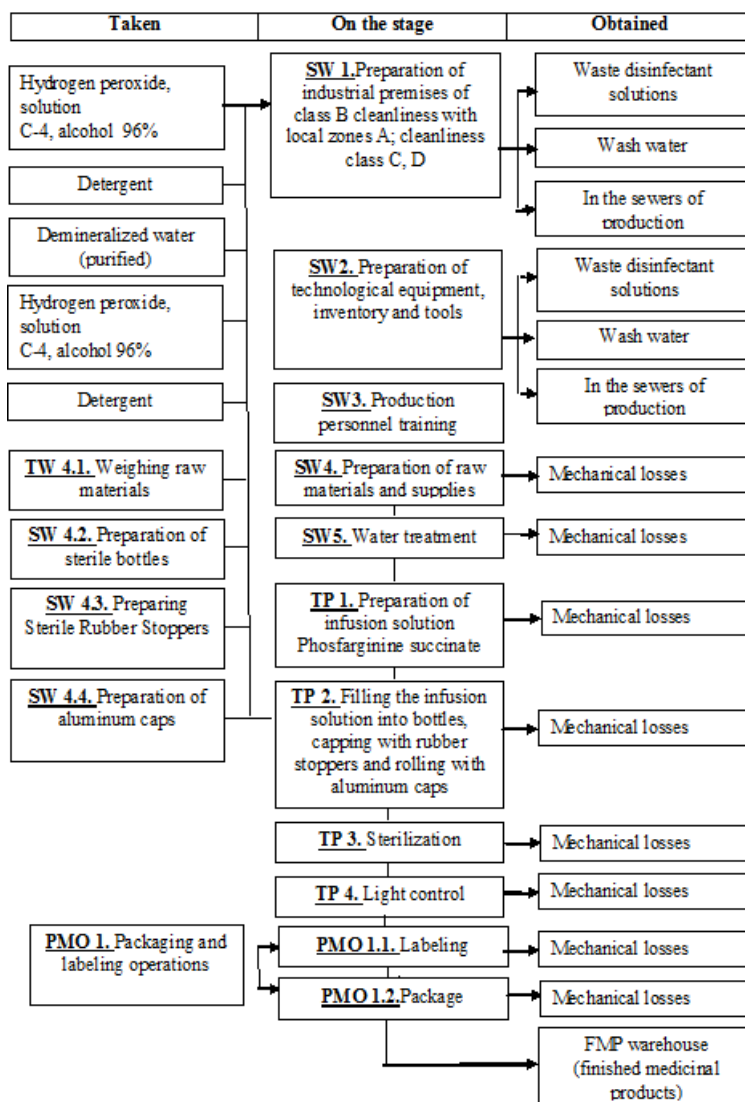 Taken
On the stage
Obtained
Hydrogen peroxide,
solution
C-4, alcohol 96%
Detergent
Demineralized water
(purified)
Hydrogen peroxide,
solution
C-4, alcohol 96%
Detergent
TW 4.1. Weighing raw
materials
SW 4.2. Preparation of
sterile bottles
SW 4.3. Preparing
Sterile Rubber Stoppers
SW 4.4. Preparation of
aluminum caps
PMO 1. Packaging and
labeling operations
SW 1.Preparation of
industrial premises of
class B cleanliness with
local zones A; cleanliness
class C, D
SW2. Preparation of
technological equipment,
inventory and tools
SW3. Production
personnel training
SW4. Preparation of raw
materials and supplies
SW5. Water treatment
TP 1. Preparation of
infusion solution
Phosfarginine succinate
TP 2. Filling the infusion
solution into bottles,
capping with rubber
stoppers and rolling with
aluminum caps
TP 3. Sterilization
TP 4. Light control
PMO 1.1. Labeling
PMO 1.2.Package
Waste disinfectant
solutions
Wash water
In the sewers of
production
Waste disinfectant
solutions
Wash water
In the sewers of
production
Mechanical losses
Mechanical losses
Mechanical losses
Mechanical losses
Mechanical losses
Mechanical losses
Mechanical losses
Mechanical losses
FMP warehouse
(finished medicinal
products)